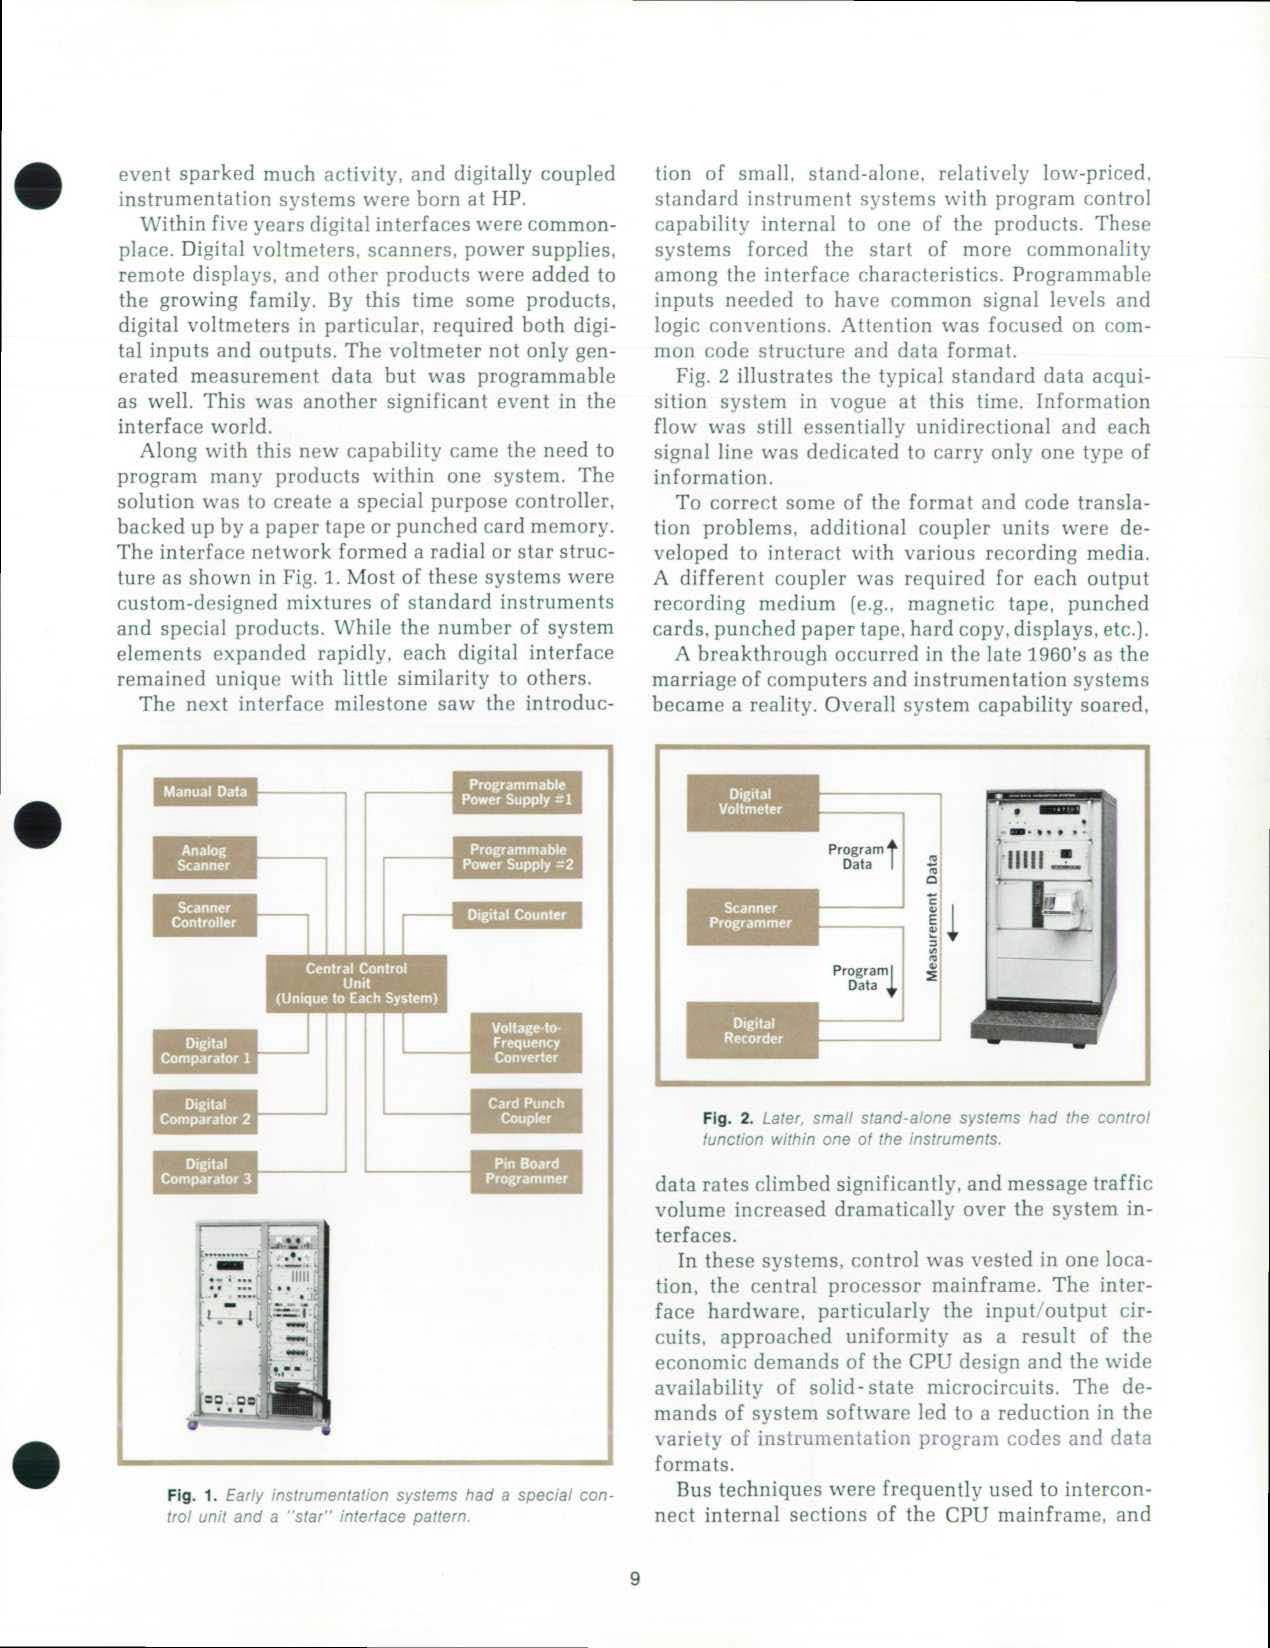 event sparked much activity, and digitally coupled
instrumentation systems were born at HP.
Within five years digital interfaces were common-
place. Digital voltmeters, scanners, power supplies,
remote displays, and other products were added to
the growing family. By this time some products,
digital voltmeters in particular, required both digi-
tal inputs and outputs. The voltmeter not only gen-
erated measurement data but was programmable
as well. This was another significant event in the
interface world.
Along with this new capability came the need to
program many products within one system. The
solution was to create a special purpose controller,
backed up by a paper tape or punched card memory.
The interface network formed a radial or star struc-
ture as shown in Fig. 1. Most of these systems were
custom-designed mixtures of standard instruments
and special products. While the number of system
elements expanded rapidly, each digital interface
remained unique with little similarity to others.
The next interface milestone saw the introduc-
Manual Data
Analog
Scanner
Scanner
Controller
Programmable
Power Supply #1
Programmable
Power Supply #2
Digital Counter
Central Control
Unit
(Unique to Each System)
Digital
Comparator 1
Digital
Comparator 2
Digital
Comparator 3
Voltage-to-
Frequency
Converter
Card Punch
Coupler
Pin Board
Programmer
Fig. 1. Early instrumentation systems had a special con-
trol unit and a "star" interface pattern.
tion of small, stand-alone, relatively low-priced,
standard instrument systems with program control
capability internal to one of the products. These
systems forced the start of more commonality
among the interface characteristics. Programmable
inputs needed to have common signal levels and
logic conventions. Attention was focused on com-
mon code structure and data format.
Fig. 2 illustrates the typical standard data acqui-
sition system in vogue at this time. Information
flow was still essentially unidirectional and each
signal line was dedicated to carry only one type of
information.
To correct some of the format and code transla-
tion problems, additional coupler units were de-
veloped to interact with various recording media.
A different coupler was required for each output
recording medium (e.g., magnetic tape, punched
cards, punched paper tape, hard copy, displays, etc.).
A breakthrough occurred in the late 1960's as the
marriage of computers and instrumentation systems
became a reality. Overall system capability soared,
Digital
Voltmeter
Program
Data
Scanner
Programmer
Measurement Data
Program
Data
Digital
Recorder
Fig. 2. Later, small stand-alone systems had the control
function within one of the instruments.
data rates climbed significantly, and message traffic
volume increased dramatically over the system in-
terfaces.
In these systems, control was vested in one loca-
tion, the central processor mainframe. The inter-
face hardware, particularly the input/output cir-
cuits, approached uniformity as a result of the
economic demands of the CPU design and the wide
availability of solid-state microcircuits. The de-
mands of system software led to a reduction in the
variety of instrumentation program codes and data
formats.
Bus techniques were frequently used to intercon-
nect internal sections of the CPU mainframe, and
9